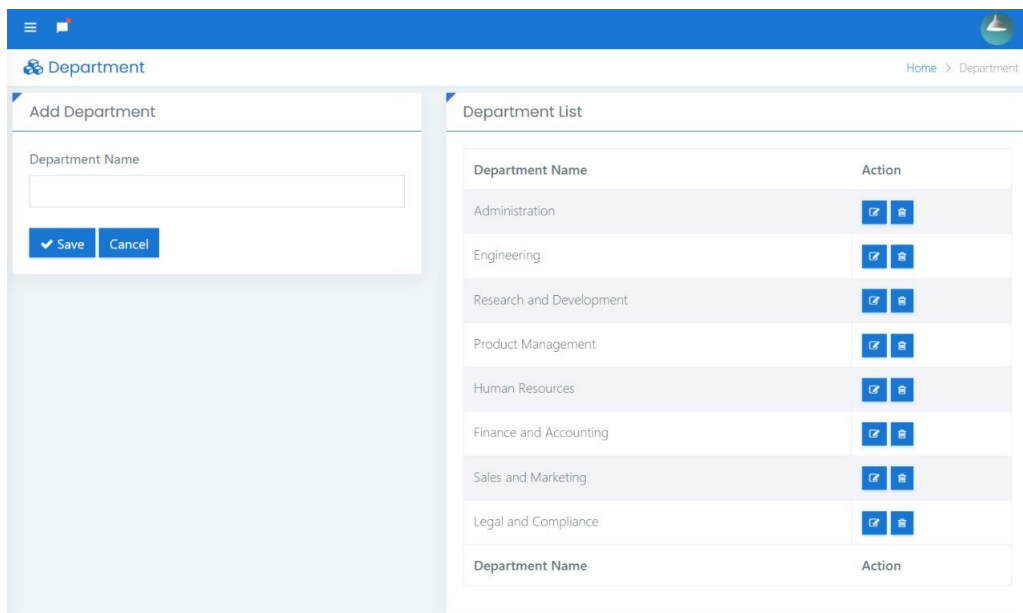 Department
Home > Department
Add Department
Department Name
Save Cancel
Department List
Department Name Action
Administration
Engineering
Research and Development
Product Management
Human Resources
Finance and Accounting
Sales and Marketing
Legal and Compliance
Department Name Action